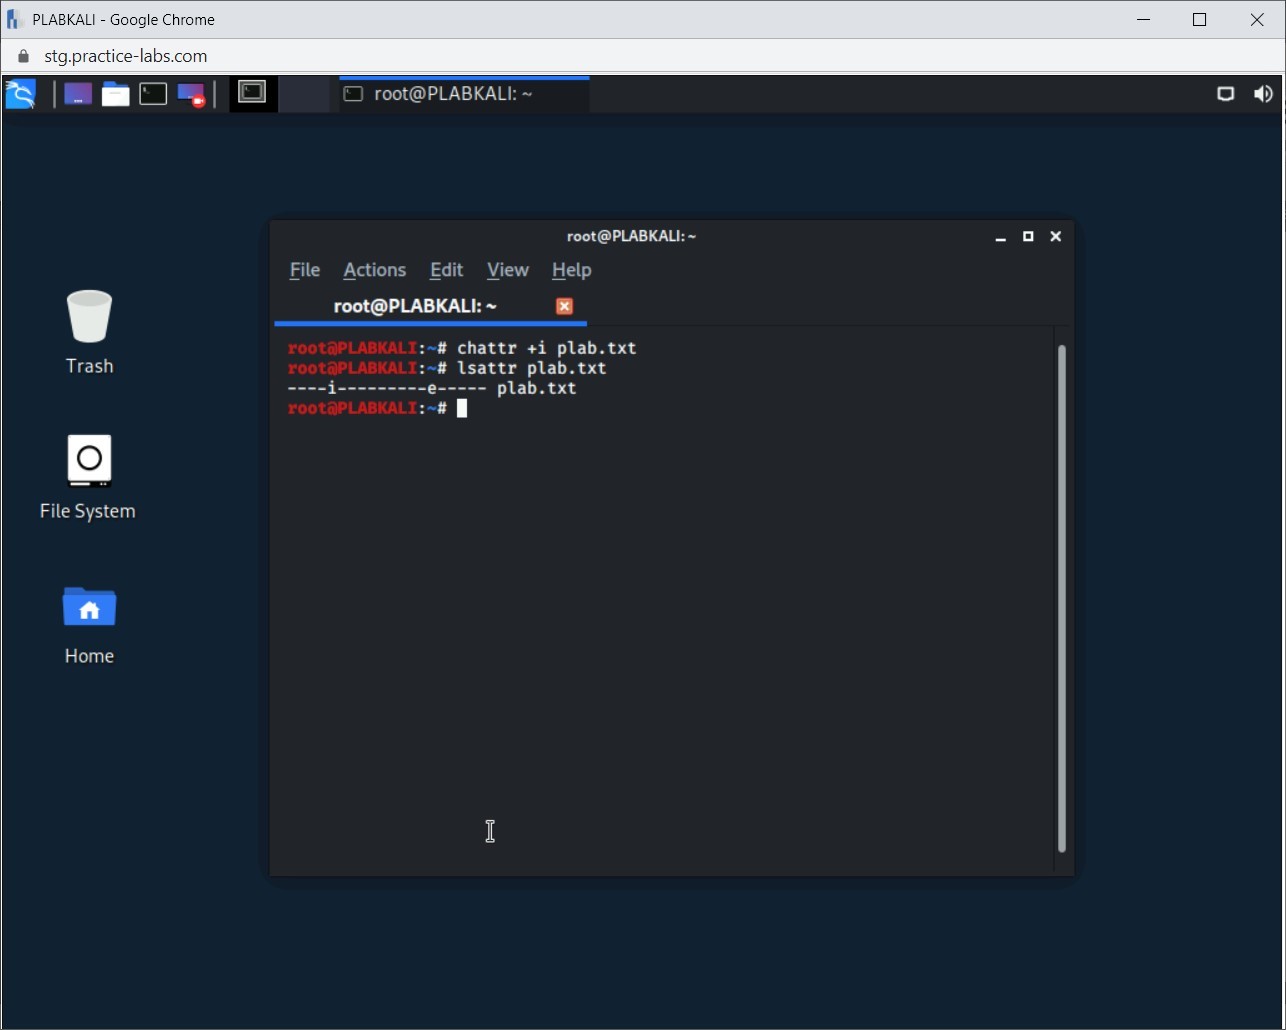 PLABKALI - Google Chrome
stg.practice-labs.com
root@PLABKALI: ~
root@PLABKALI: ~
File Actions Edit View Help
root@PLABKALI: ~
root@PLABKALI:~# chattr +i plab.txt
root@PLABKALI:~# lsattr plab.txt
----i---------e----- plab.txt
root@PLABKALI:~#
Trash
File System
Home